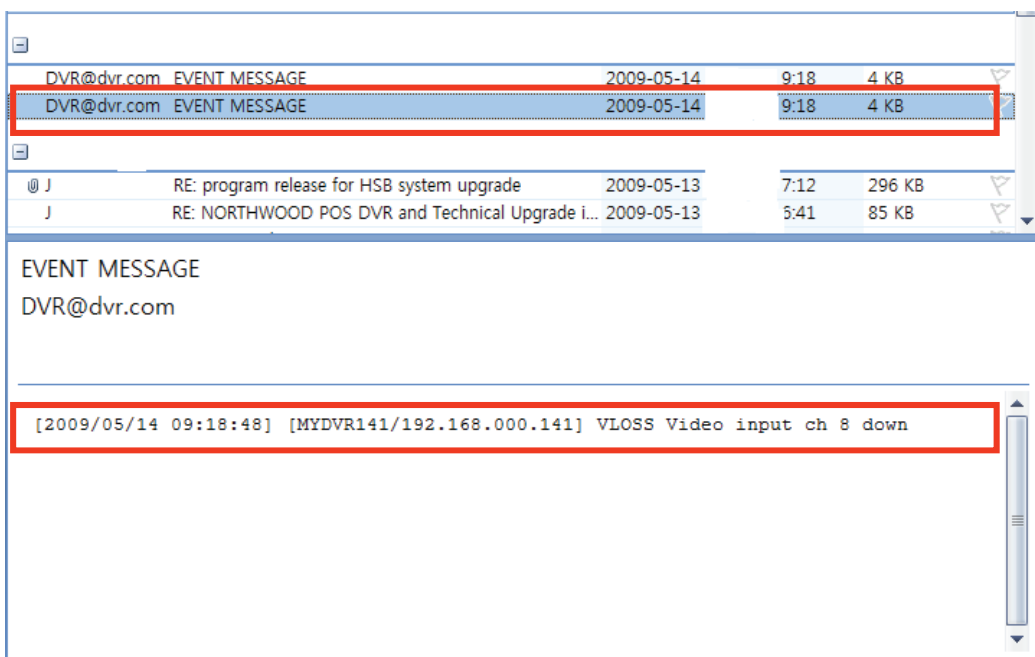 DVR@dvr.com EVENT MESSAGE 2009-05-14 9:18 4 KB
DVR@dvr.com EVENT MESSAGE 2009-05-14 9:18 4 KB
J RE: program release for HSB system upgrade 2009-05-13 7:12 296 KB
J RE: NORTHWOOD POS DVR and Technical Upgrade i... 2009-05-13 :41 85 KB
EVENT MESSAGE
DVR@dvr.com
[2009/05/14 09:18:48] [MYDVR141/192.168.000.141] VLOSS Video input ch 8 down